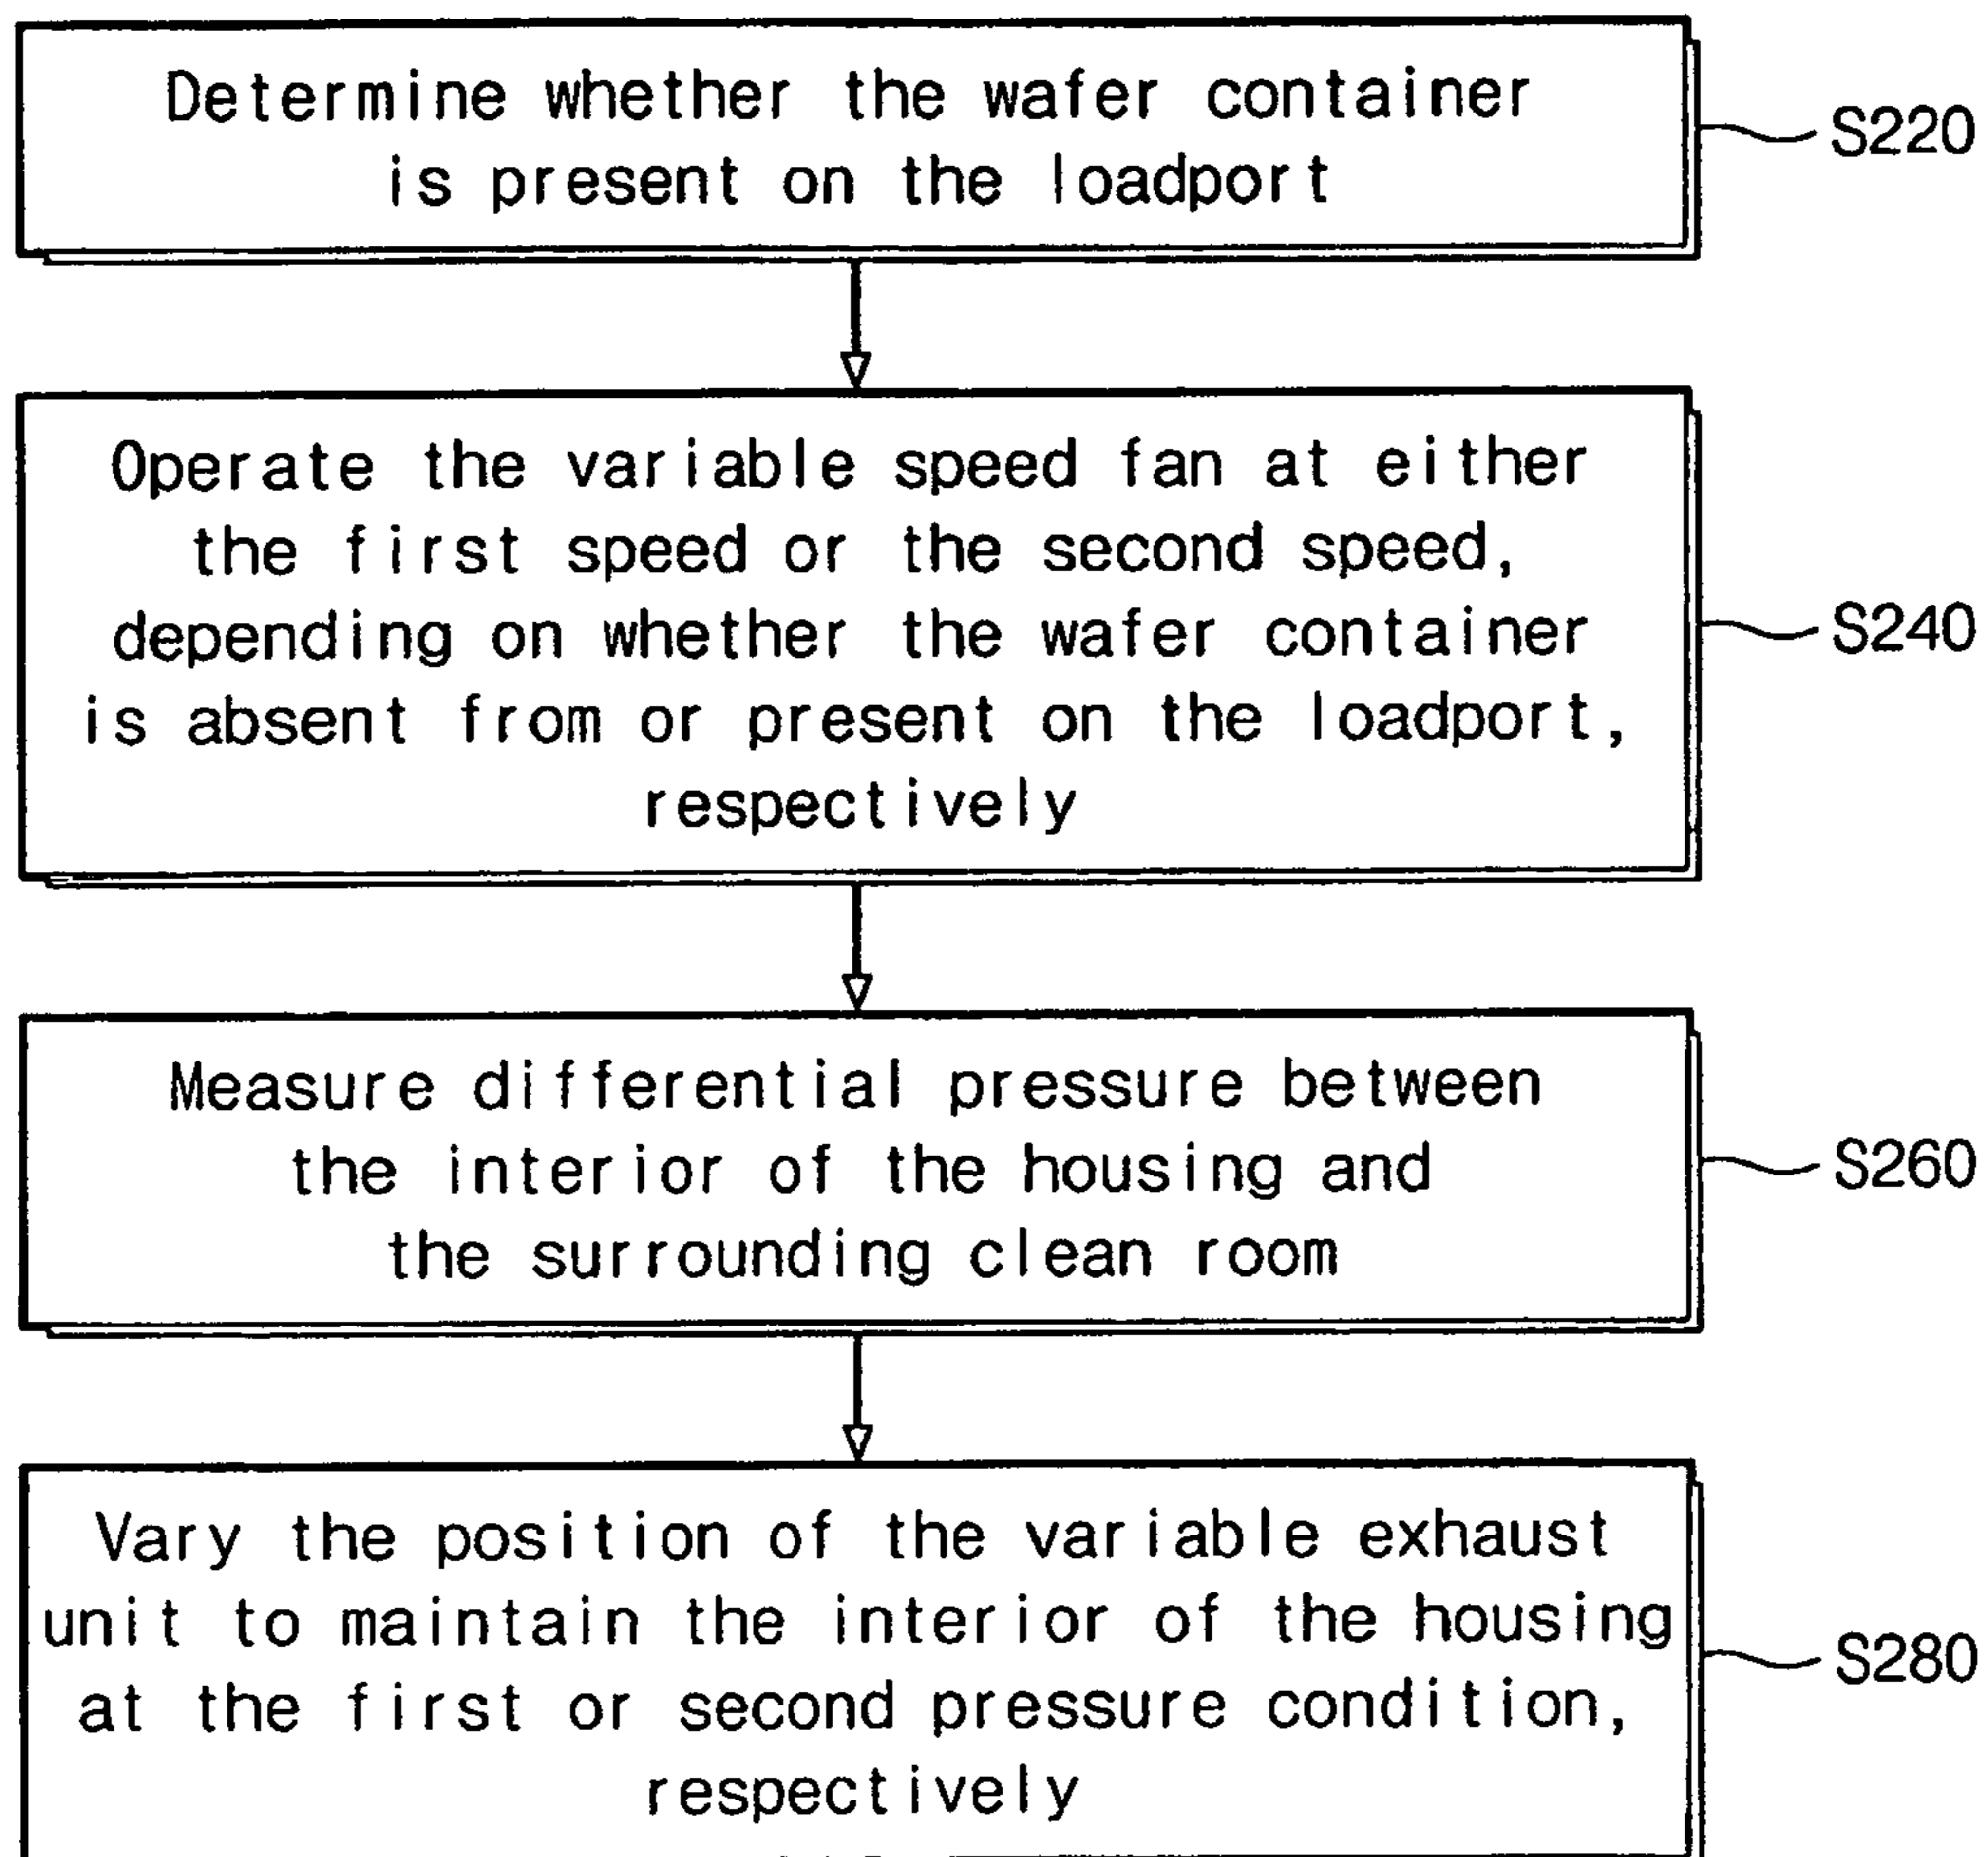 Determine whether the wafer container
is present on the loadport
S220
Operate the variable speed fan at either
the first speed or the second speed,
depending on whether the wafer container
is absent from or present on the loadport,
respectively
S240
Measure differential pressure between
the interior of the housing and
the surrounding clean room
S260
Vary the position of the variable exhaust
unit to maintain the interior of the housing
at the first or second pressure condition,
respectively
S280